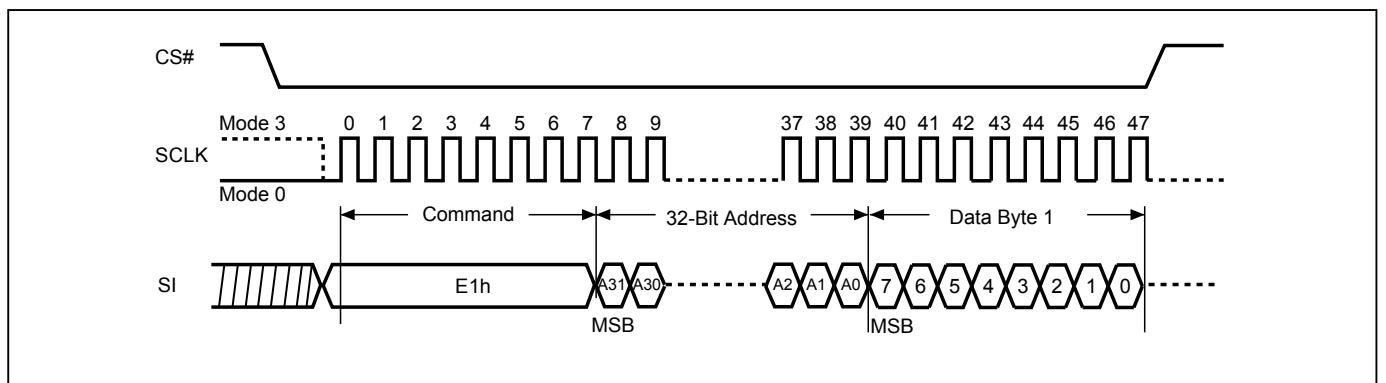 CS#
Mode 3
0 1 2 3 4 5 6 7 8 9 37 38 39 40 41 42 43 44 45 46 47
SCLK
Mode 0
Command 32-Bit Address Data Byte 1
SI E1h A31 A30 A2 A1 A0 7 6 5 4 3 2 1 0
MSB MSB